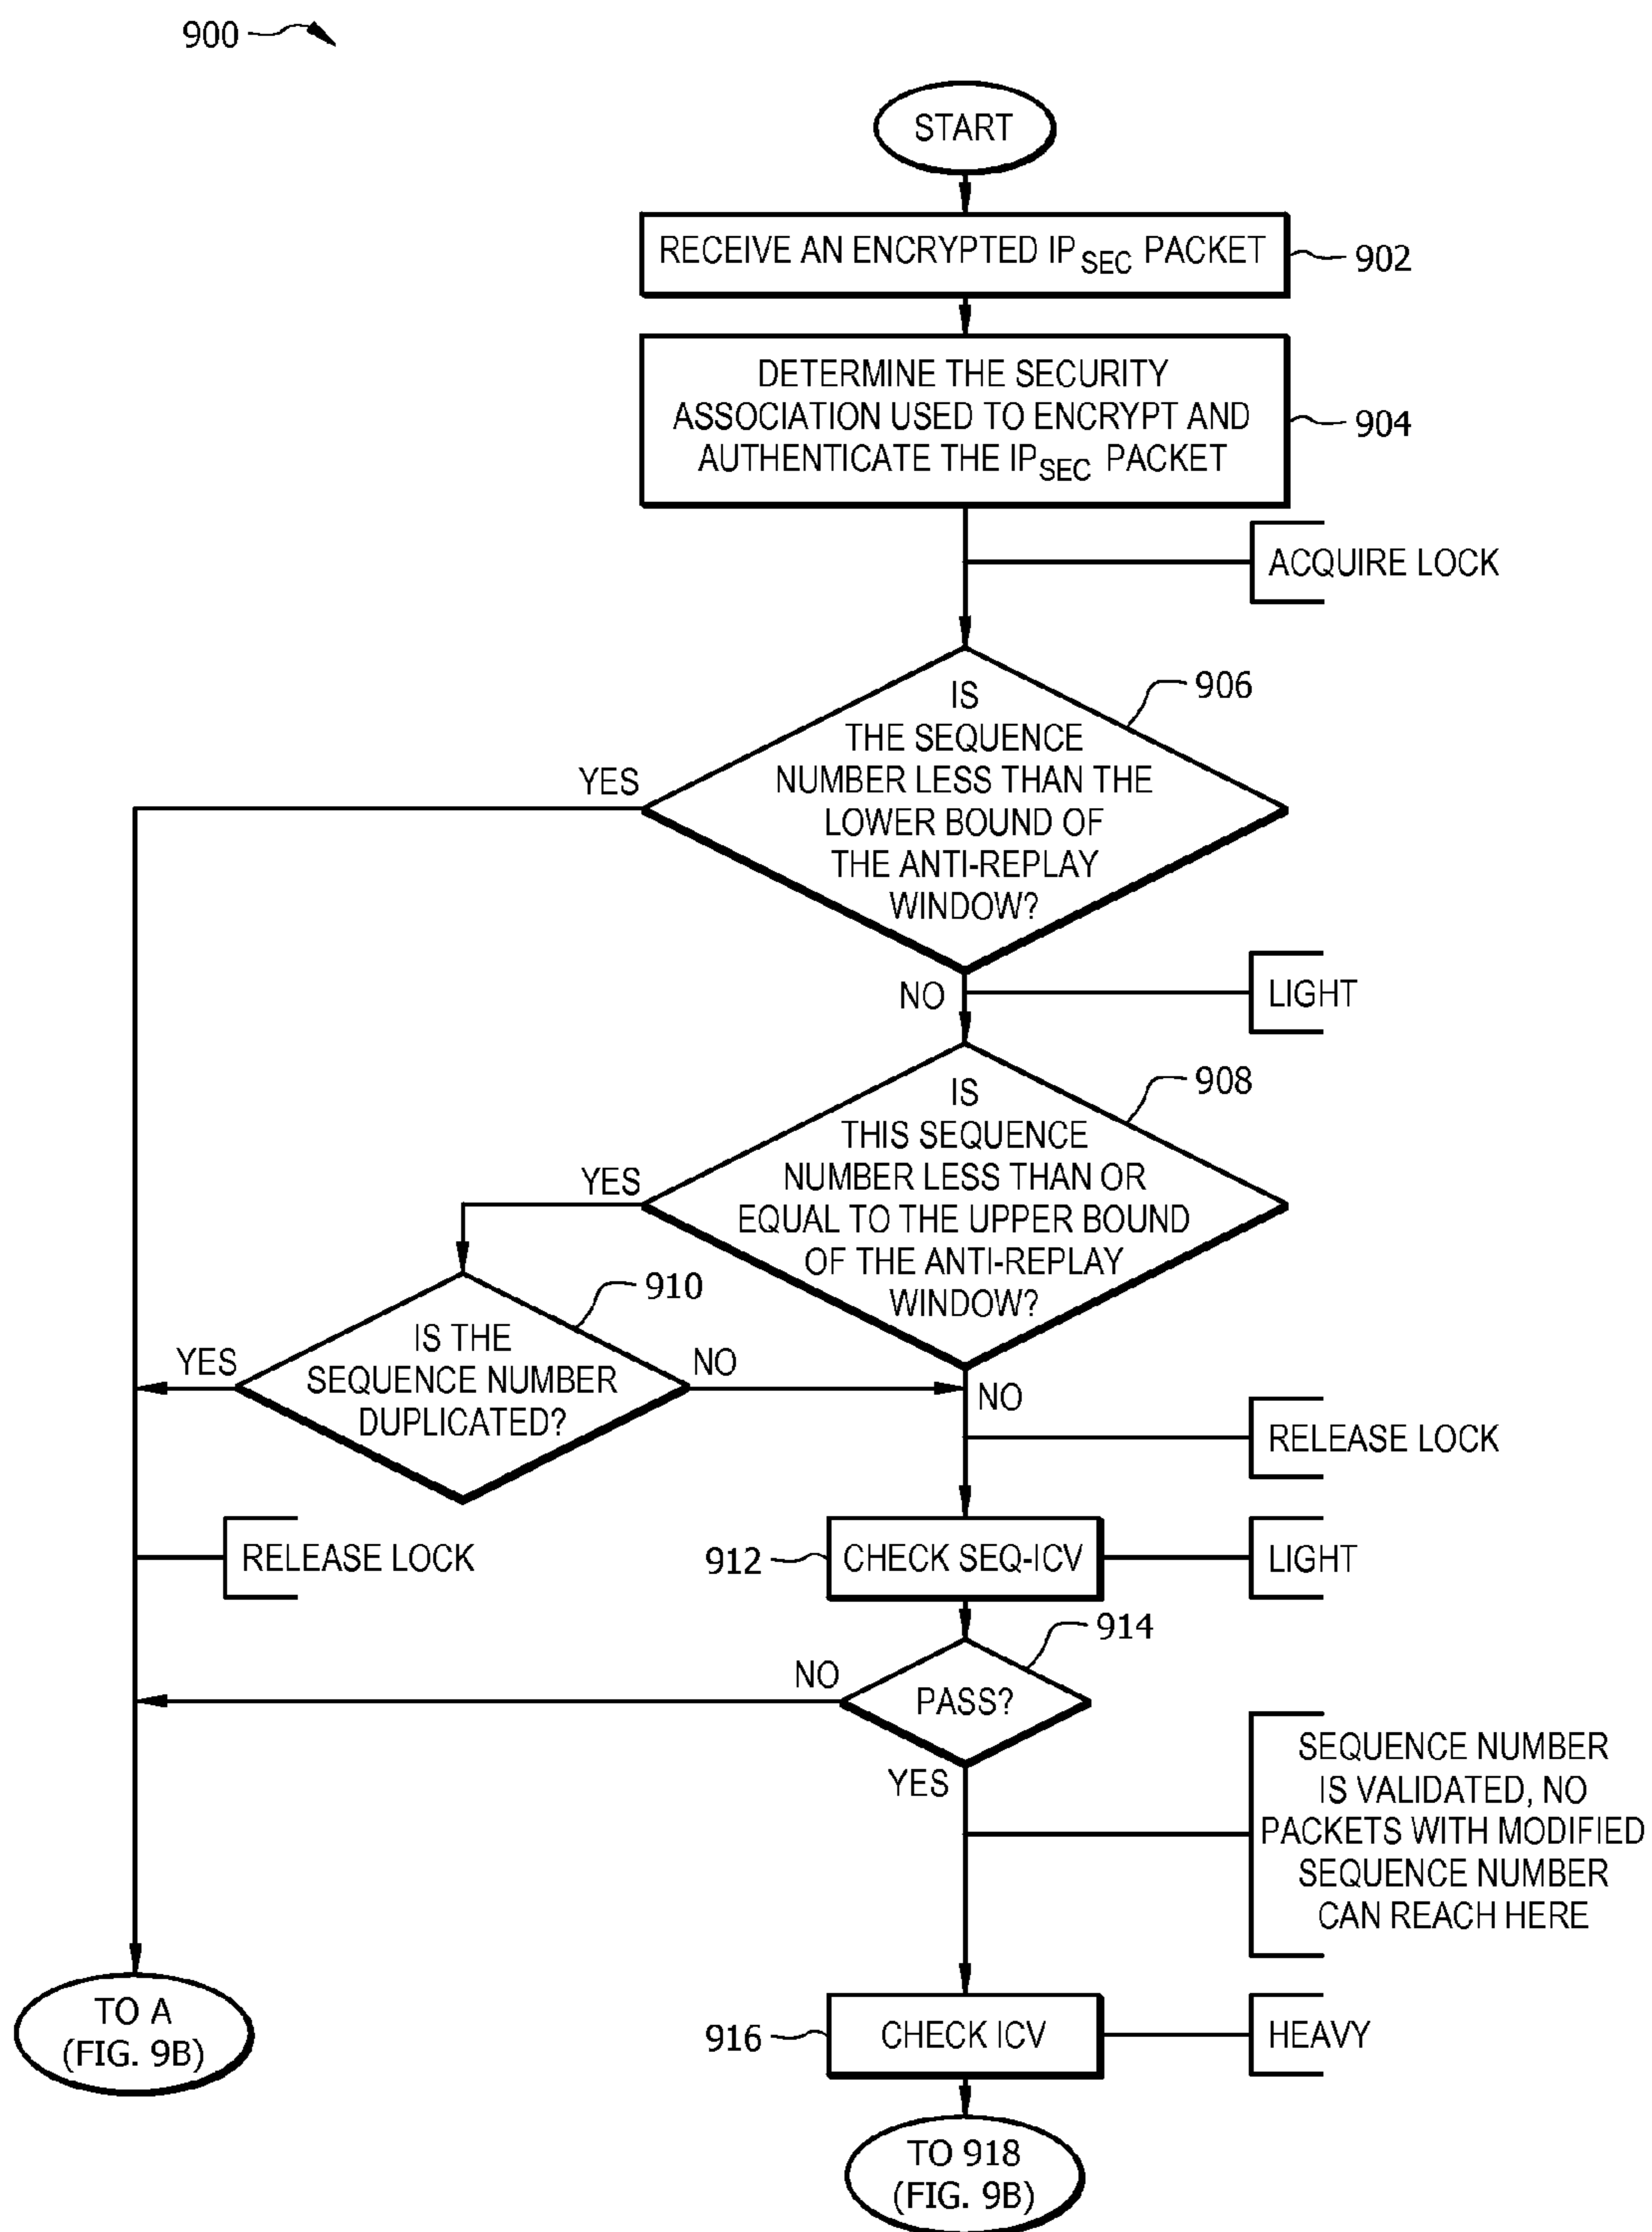 900
START
RECEIVE AN ENCRYPTED IPSEC PACKET
902
DETERMINE THE SECURITY
ASSOCIATION USED TO ENCRYPT AND
AUTHENTICATE THE IPSEC PACKET
904
ACQUIRE LOCK
906
IS
THE SEQUENCE
NUMBER LESS THAN THE
LOWER BOUND OF
THE ANTI-REPLAY
WINDOW?
YES
NO
LIGHT
908
IS
THIS SEQUENCE
NUMBER LESS THAN OR
EQUAL TO THE UPPER BOUND
OF THE ANTI-REPLAY
WINDOW?
YES
910
IS THE
SEQUENCE NUMBER
DUPLICATED?
YES
NO
NO
RELEASE LOCK
RELEASE LOCK
912
CHECK SEQ-ICV
LIGHT
914
PASS?
NO
YES
SEQUENCE NUMBER
IS VALIDATED, NO
PACKETS WITH MODIFIED
SEQUENCE NUMBER
CAN REACH HERE
TO A
(FIG. 9B)
916
CHECK ICV
HEAVY
TO 918
(FIG. 9B)